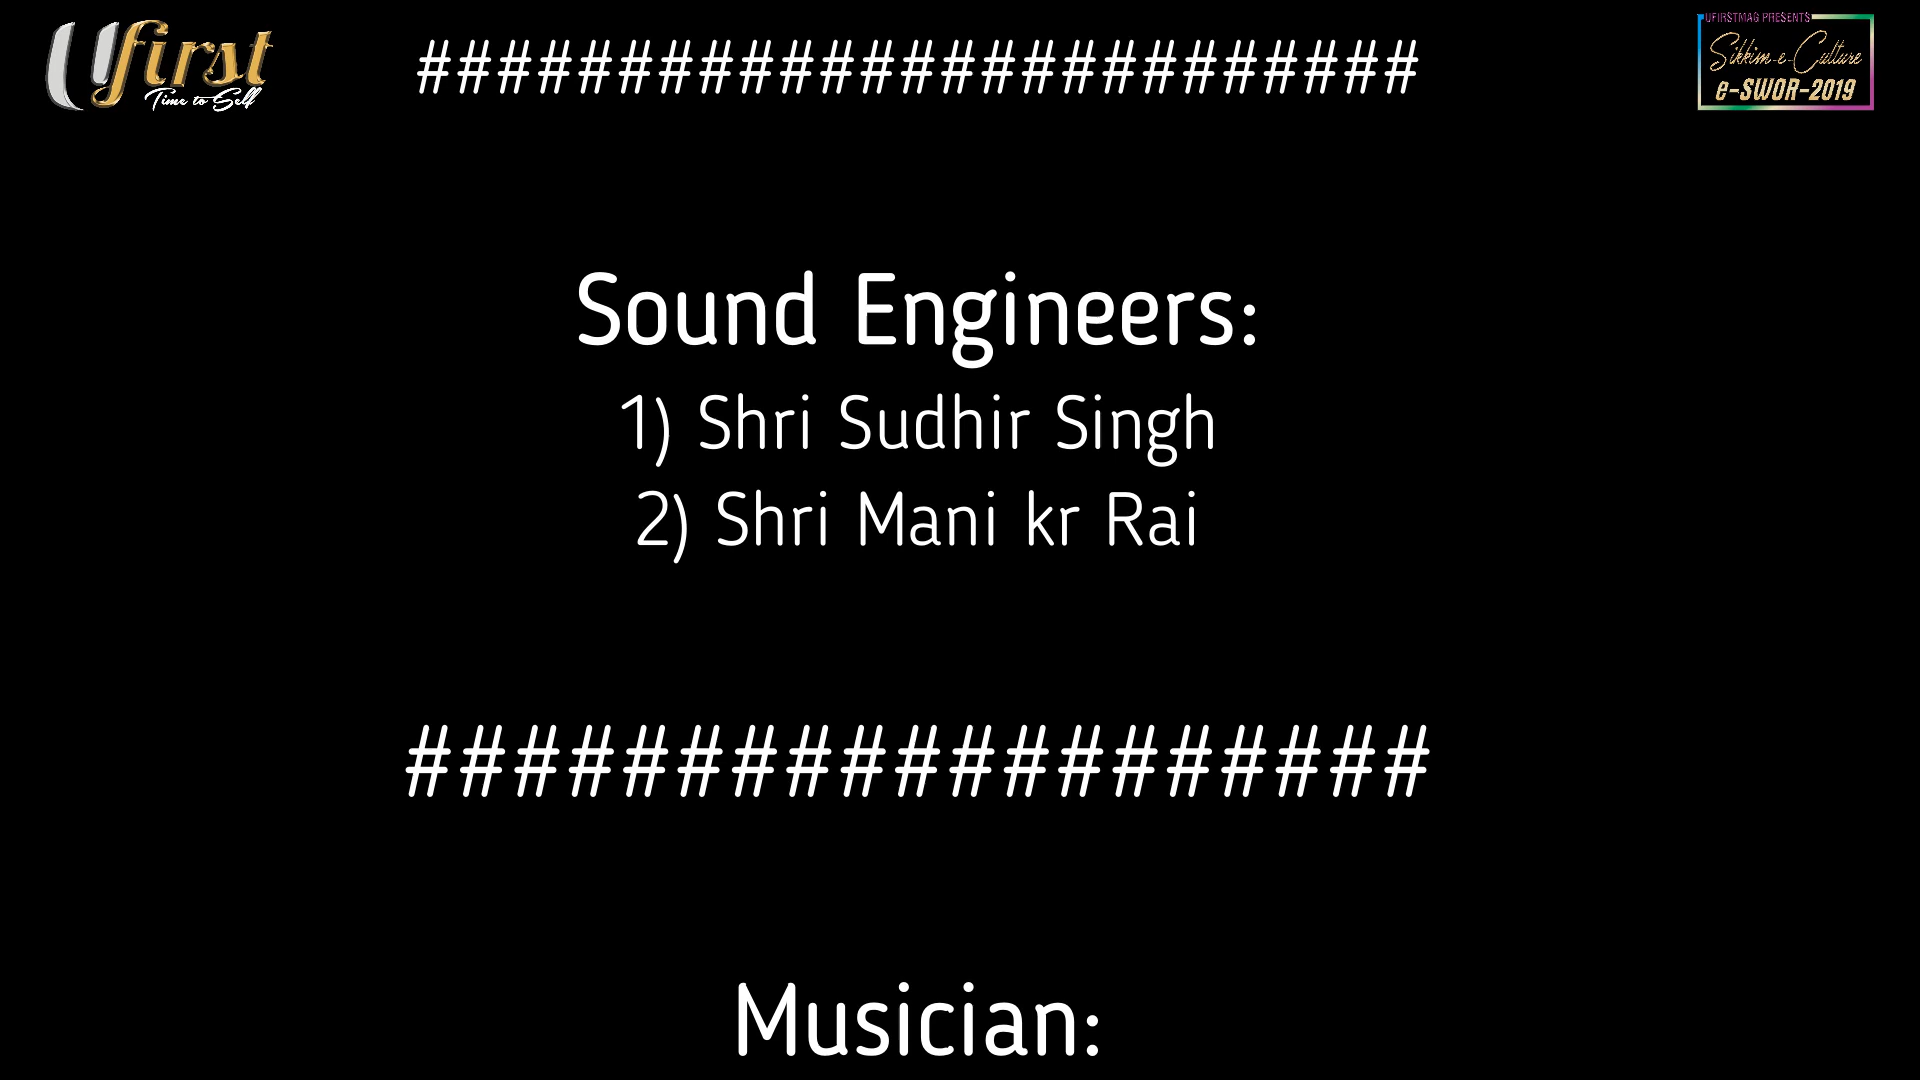 Ufirst
Time to Self
#########################
UFIRSTMAG PRESENTS
Sikkim-e-Culture
e-SWOR-2019
Sound Engineers:
1) Shri Sudhir Singh
2) Shri Mani kr Rai
###################
Musician: